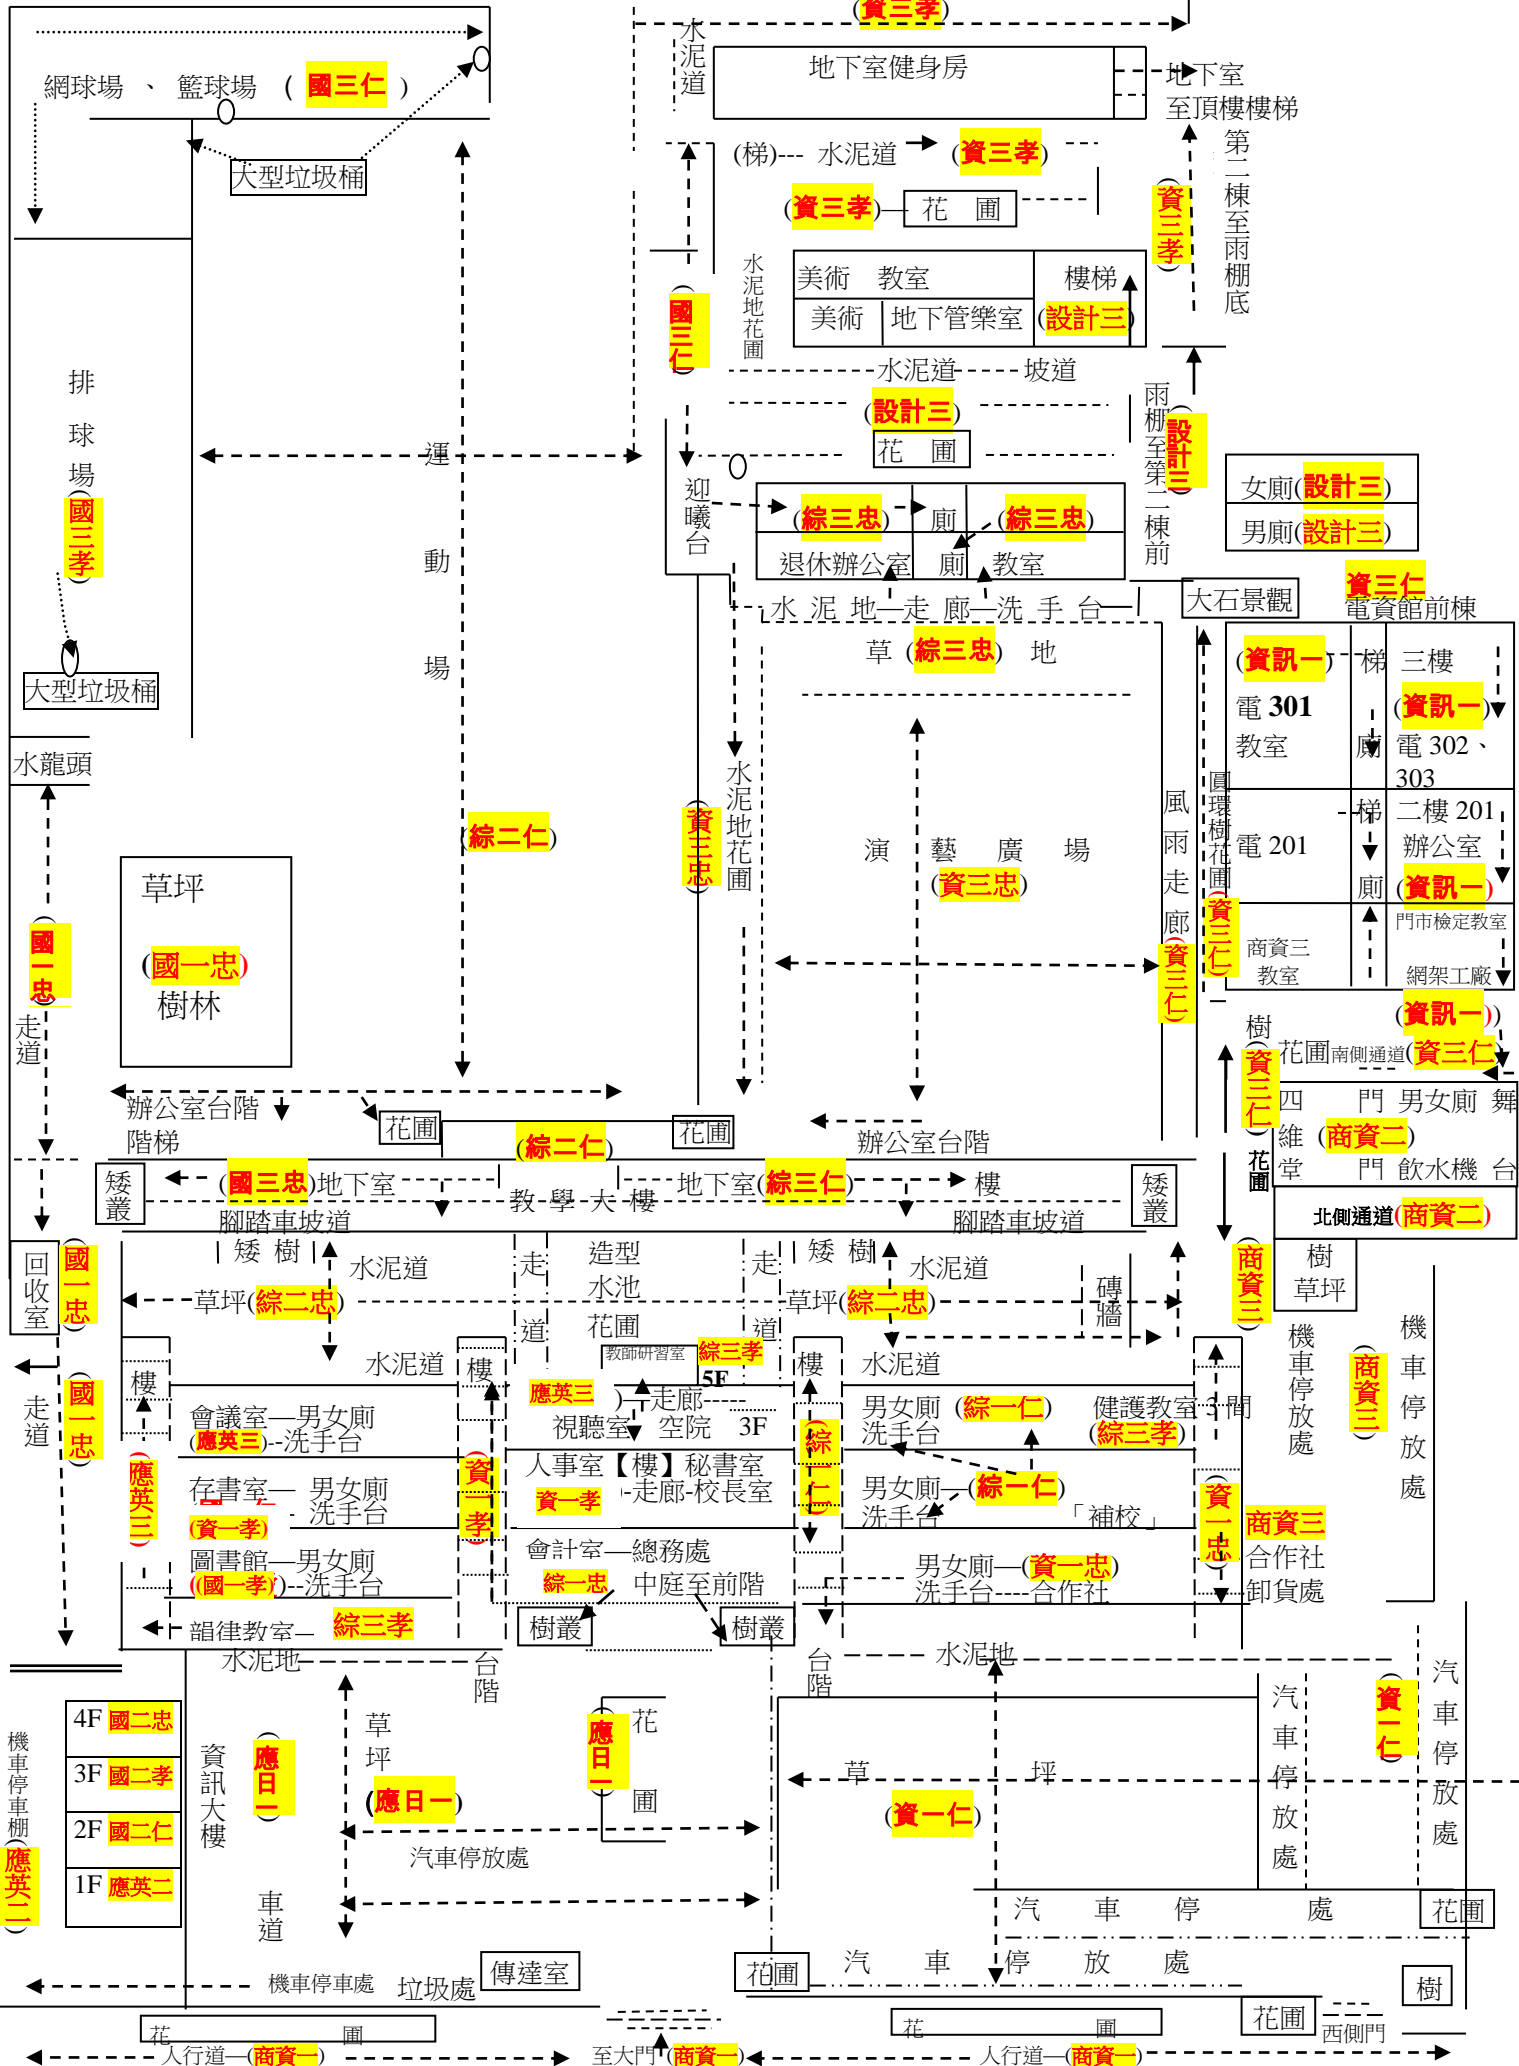 (資三孝)
水泥道
地下室健身房
地下室
至頂樓樓梯
網球場 、 籃球場 ( 國三仁 )
大型垃圾桶
(梯)--- 水泥道
(資三孝)
(資三孝)— 花 圃
(資三孝)
第二棟至雨棚底
水泥地花圃
美術 教室
樓梯
美術
地下管樂室
(設計三)
(國三仁)
水泥道 坡道
(設計三)
花 圃
雨棚至第二棟前
(設計三)
排球場(國三孝)
運動場
迎曦台
(綜三忠)
廁
(綜三忠)
退休辦公室
廁
教室
女廁(設計三)
男廁(設計三)
水 泥 地—走 廊—洗 手 台
大石景觀
資三仁
電資館前棟
草 (綜三忠) 地
大型垃圾桶
(資訊一)
梯
三樓
(資訊一)
電 301
教室
廁
電 302、
303
水龍頭
水泥地花圃
(資三忠)
(綜二仁)
演 藝 廣 場
(資三忠)
風雨走廊(資三仁)
圓環樹花圃(資三仁)
電 201
梯
廁
二樓 201
辦公室
(資訊一)
商資三
教室
門市檢定教室
網架工廠
(資訊一))
草坪
(國一忠)
樹林
(國一忠)
走道
樹(資三仁)
花圃
花圃南側通道(資三仁)
四維堂
門 男女廁 舞
(商資二)
門 飲水機 台
北側通道(商資二)
辦公室台階
階梯
花圃
(綜二仁)
花圃
辦公室台階
矮叢
(國三忠)地下室
教 學 大 樓
地下室(綜三仁)
樓
矮叢
腳踏車坡道
腳踏車坡道
回收室
(國一忠)
矮 樹
水泥道
走道
造型
水池
花圃
走道
矮 樹
水泥道
磚牆
(商資三)
樹
草坪
草坪(綜二忠)
草坪(綜二忠)
水泥道
教師研習室
綜三孝
5F
水泥道
機車停放處
(商資三)
機車停放處
走道
(國一忠)
樓
(應英三)
會議室—男女廁
(應英三)--洗手台
樓
(資一孝)
應英三
)—走廊-----
視聽室 空院 3F
樓
(綜一仁)
男女廁 (綜一仁)
洗手台
健護教室 3 間
(綜三孝)
存書室— 男女廁
(資一孝)
洗手台
人事室【樓】秘書室
資一孝
)-走廊-校長室
男女廁—(綜一仁)
洗手台
「補校」
(資一忠)
商資三
合作社
卸貨處
圖書館—男女廁
((國一孝)--洗手台
會計室—總務處
綜一忠
中庭至前階
男女廁—(資一忠)
洗手台----合作社
韻律教室—
綜三孝
樹叢
樹叢
水泥地
台階
台階
水泥地
機車停車棚(應英二)
4F 國二忠
3F 國二孝
2F 國二仁
1F 應英二
資訊大樓
(應日一)
車道
草坪
(應日一)
汽車停放處
(應日一)
花圃
草 坪
(資一仁)
汽車停放處
(資一仁)
汽車停放處
汽 車 停 處
花圃
汽 車 停 放 處
機車停車處
垃圾處
傳達室
花圃
樹
花 圃
花 圃
花圃
西側門
人行道—(商資一)
至大門 (商資一)
人行道—(商資一)